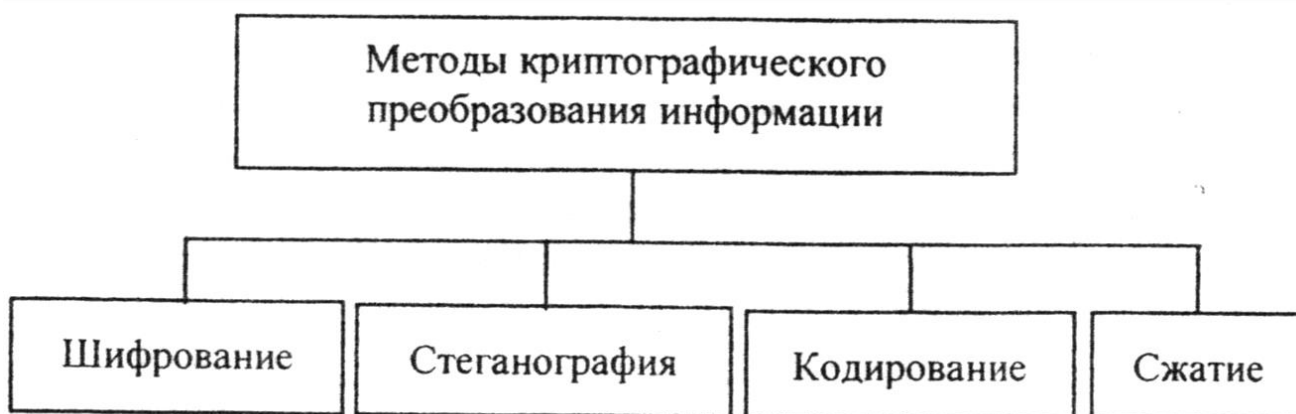 Методы криптографического
преобразования информации
Шифрование
Стеганография
Кодирование
Сжатие